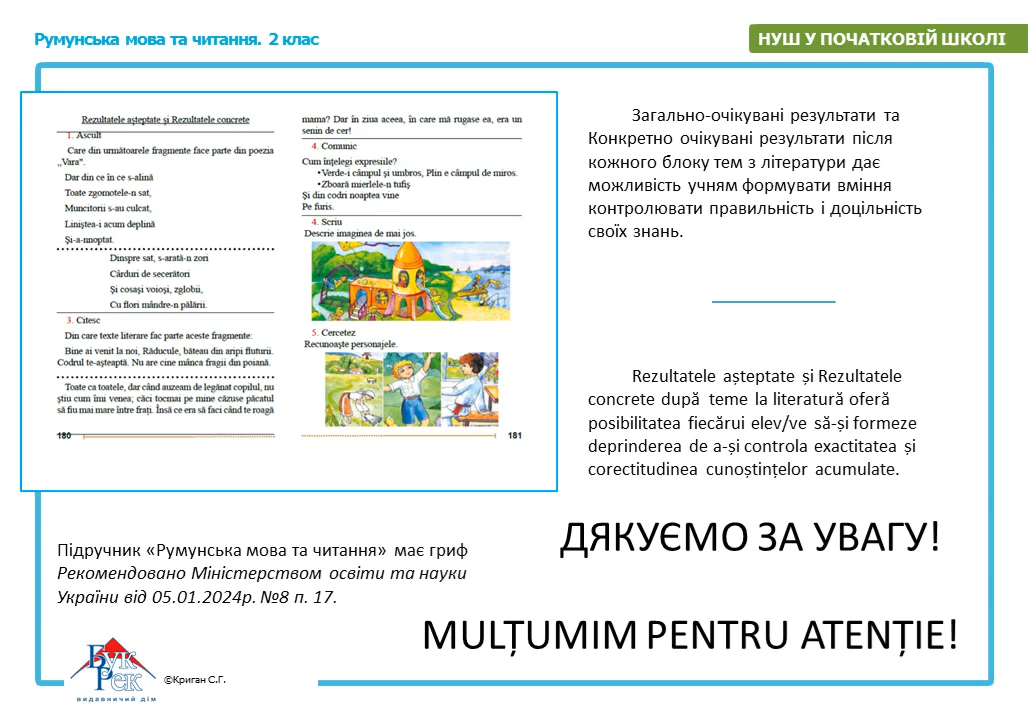 Румунська мова та читання. 2 клас
НУШ У ПОЧАТКОВІЙ ШКОЛІ
Rezultatele așteptate și Rezultatele concrete
1. Ascult
Care din următoarele fragmente face parte din poezia
„Vara".
Dar din ce în ce s-alină
Toate zgomotele-n sat,
Muncitorii s-au culcat,
Liniștea-i acum deplină
Și-a-nnoptat.
Dinspre sat, s-arată-n zori
Cârduri de secerători
Și cosași voioși, zglobii,
Cu flori mândre-n pălării.
3. Citesc
Din care texte literare fac parte aceste fragmente:
Bine ai venit la noi, Răducule, băteau din aripi fluturii.
Codrul te-așteaptă. Nu are cine mânca fragii din poiană.
Toate ca toatele, dar când auzeam de legănat copilul, nu
știu cum îmi venea; căci tocmai pe mine căzuse păcatul
să fiu mai mare între frați. Însă ce era să faci când te roagă
180
mama? Dar în ziua aceea, în care mă rugase ea, era un
senin de cer!
4. Comunic
Cum înțelegi expresiile?
•Verde-i câmpul și umbros, Plin e câmpul de miros.
•Zboară mierlele-n tufiș
Și din codri noaptea vine
Pe furis.
4. Scriu
Descrie imaginea de mai jos.
5. Cercetez
Recunoaște personajele.
181
Загально-очікувані результати та
Конкретно очікувані результати після
кожного блоку тем з літератури дає
можливість учням формувати вміння
контролювати правильність і доцільність
своїх знань.
Rezultatele așteptate și Rezultatele
concrete după teme la literatură oferă
posibilitatea fiecărui elev/ve să-și formeze
deprinderea de a-și controla exactitatea și
corectitudinea cunoștințelor acumulate.
ДЯКУЄМО ЗА УВАГУ!
Підручник «Румунська мова та читання» має гриф
Рекомендовано Міністерством освіти та науки
України від 05.01.2024р. №8 п. 17.
MULȚUMIM PENTRU ATENȚIE!
Бук
Рек
видавничий дім
©Криган С.Г.